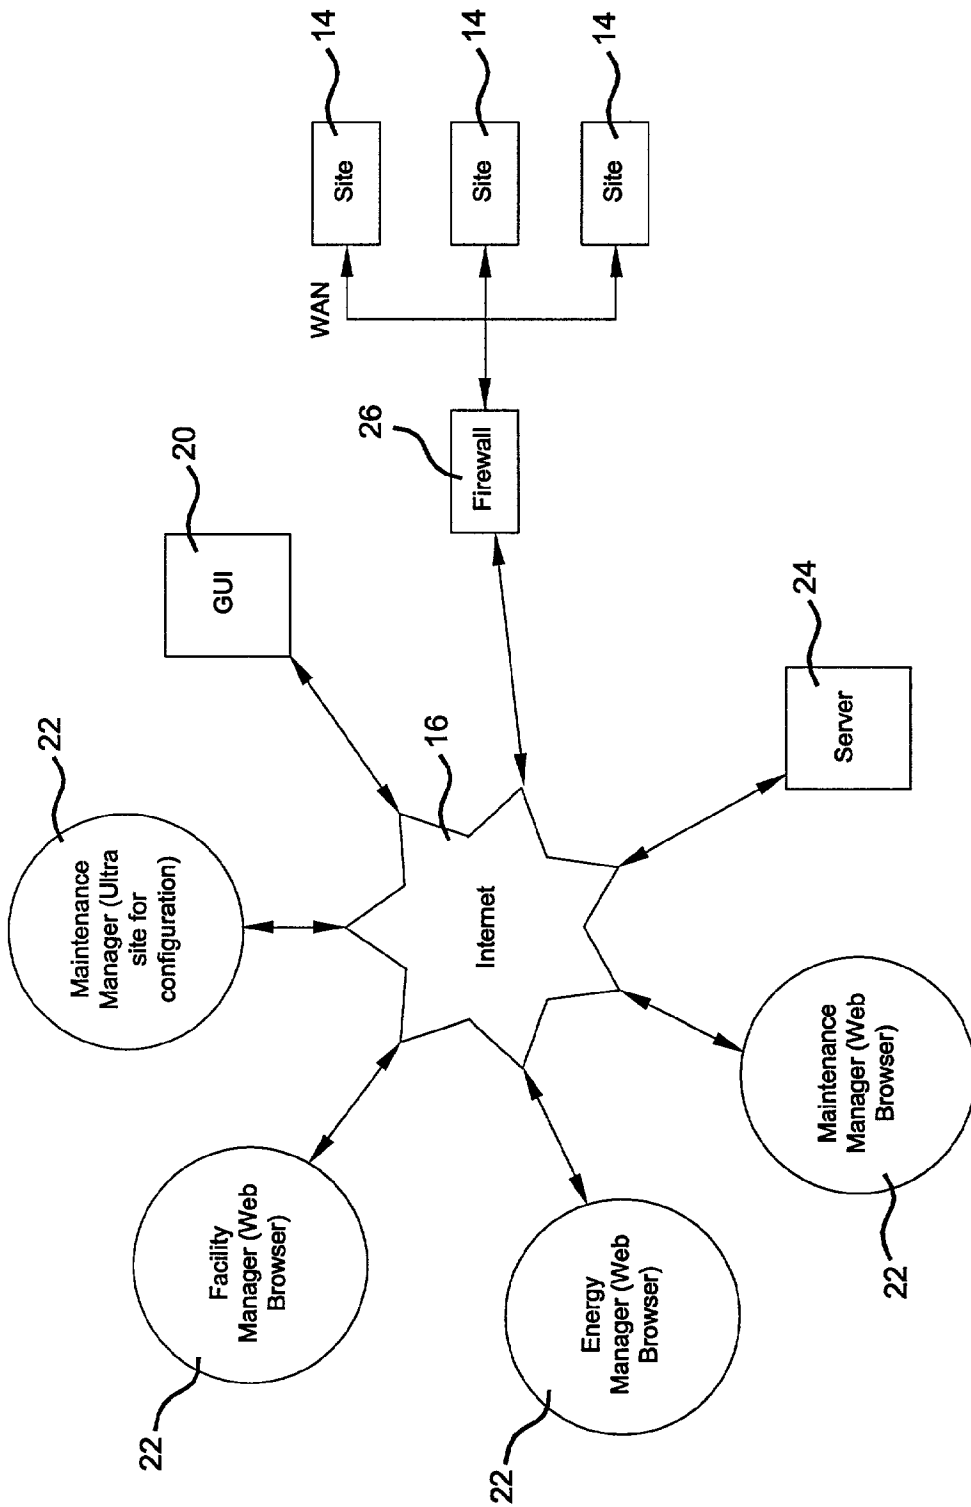 22
Maintenance
Manager (Ultra
site for
configuration)
20
GUI
22
Facility
Manager (Web
Browser)
16
Internet
26
Firewall
WAN
14
Site
14
Site
14
Site
22
Energy
Manager (Web
Browser)
22
Maintenance
Manager (Web
Browser)
24
Server